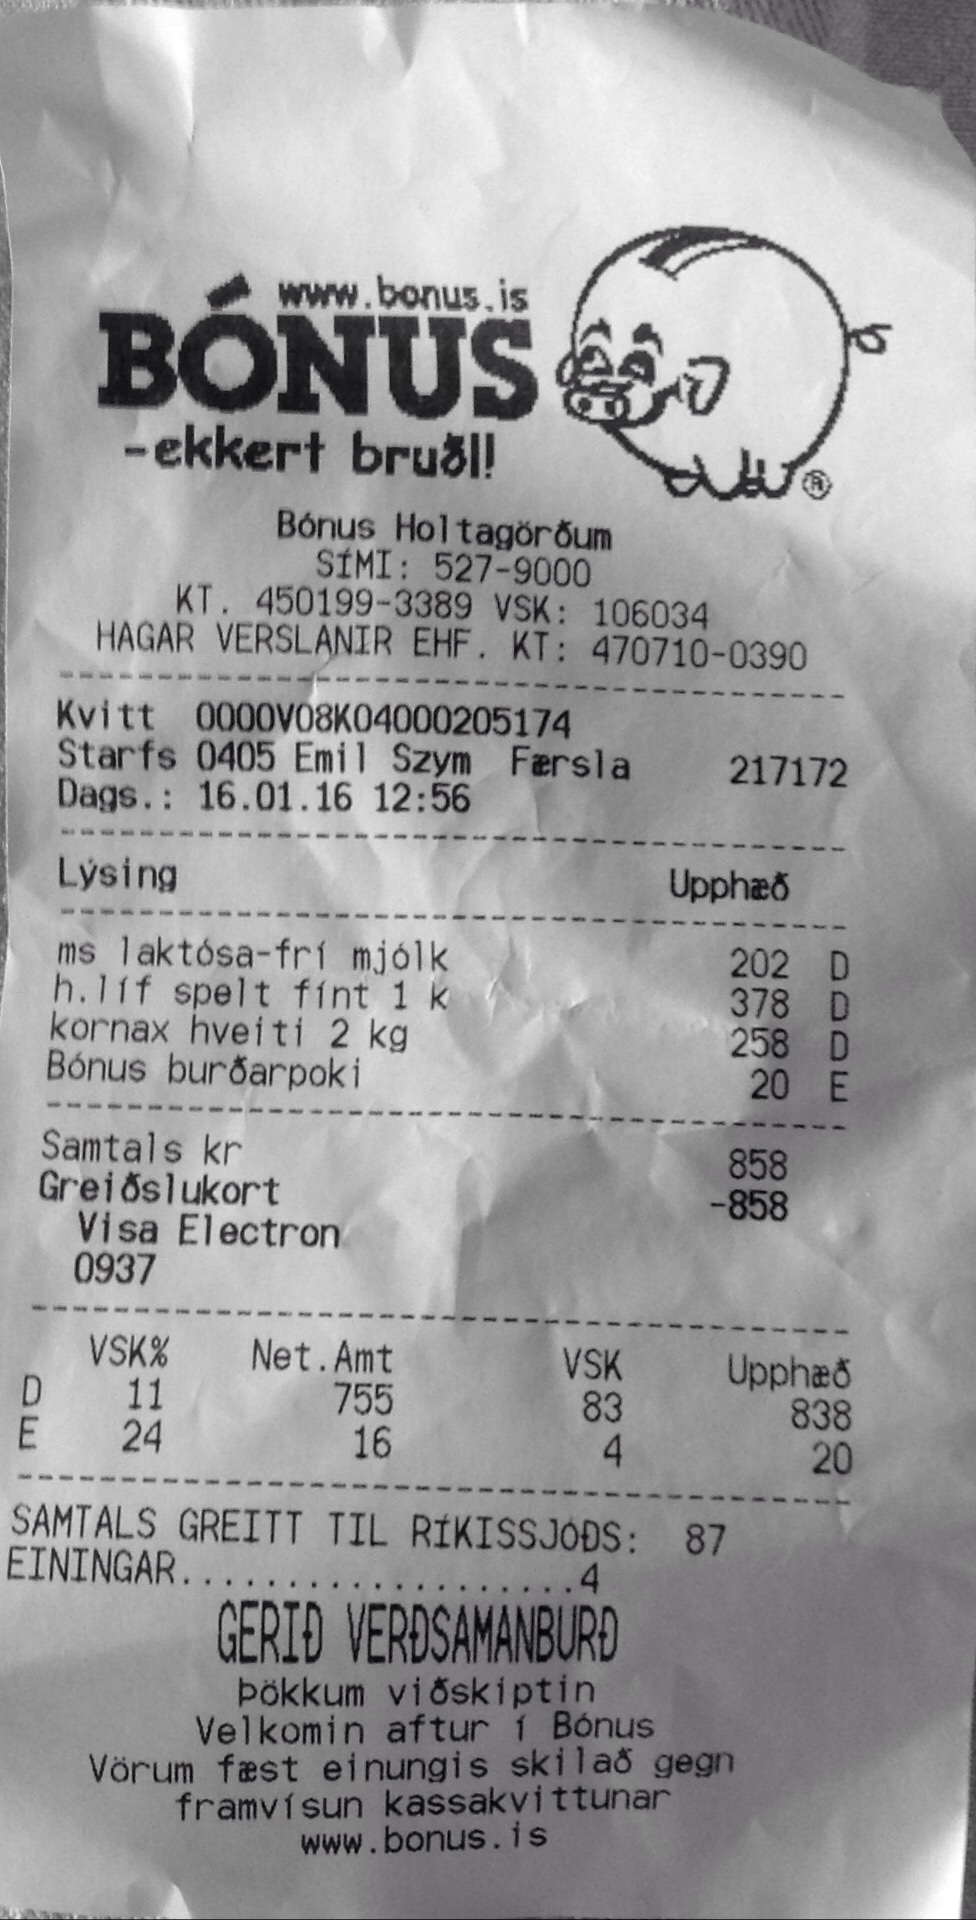 www.bonus.is
BÓNUS
-ekkert bruðl!
Bónus Holtagörðum
SÍMI: 527-9000
KT. 450199-3389 VSK: 106034
HAGAR VERSLANIR EHF. KT: 470710-0390
Kvitt 0000V08K04000205174
Starfs 0405 Emil Szym Færsla 217172
Dags.: 16.01.16 12:56
Lýsing Upphæð
ms laktósa-frí mjólk 202 D
h.líf spelt fínt 1 k 378 D
kornax hveiti 2 kg 258 D
Bónus burðarpoki 20 E
Samtals kr 858
Greiðslukort -858
Visa Electron
0937
VSK% Net.Amt VSK Upphæð
D 11 755 83 838
E 24 16 4 20
SAMTALS GREITT TIL RÍKISSJÓÐS: 87
EININGAR...................4
GERIÐ VERÐSAMANBURÐ
Þökkum viðskiptin
Velkomin aftur í Bónus
Vörum fæst einungis skilað gegn
framvísun kassakvittunar
www.bonus.is